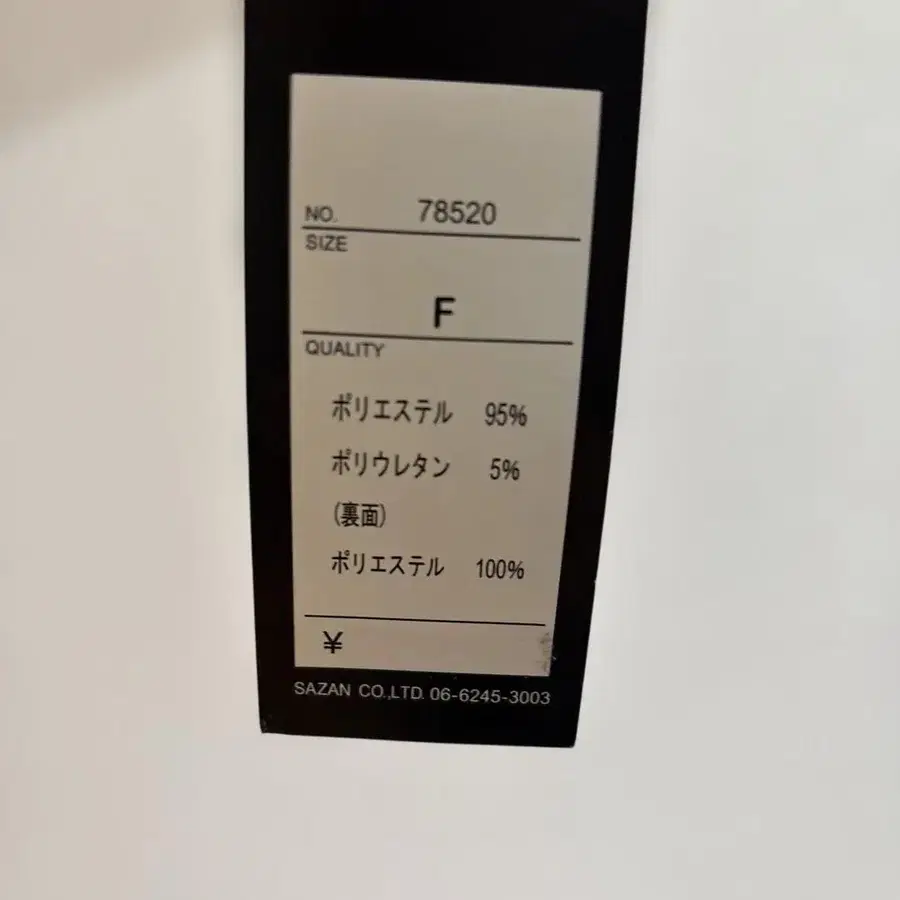 NO. 78520
SIZE
F
QUALITY
ポリエステル 95%
ポリウレタン 5%
(裏面)
ポリエステル 100%
¥
SAZAN CO.,LTD. 06-6245-3003